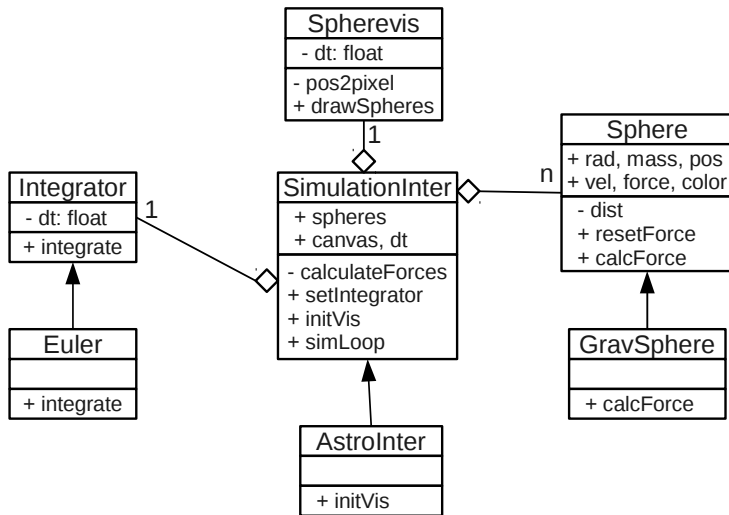 Spherevis
- dt: float
- pos2pixel
+ drawSpheres
1
Integrator
- dt: float
+ integrate
1
SimulationInter
+ spheres
+ canvas, dt
- calculateForces
+ setIntegrator
+ initVis
+ simLoop
n
Sphere
+ rad, mass, pos
+ vel, force, color
- dist
+ resetForce
+ calcForce
Euler
+ integrate
GravSphere
+ calcForce
AstroInter
+ initVis